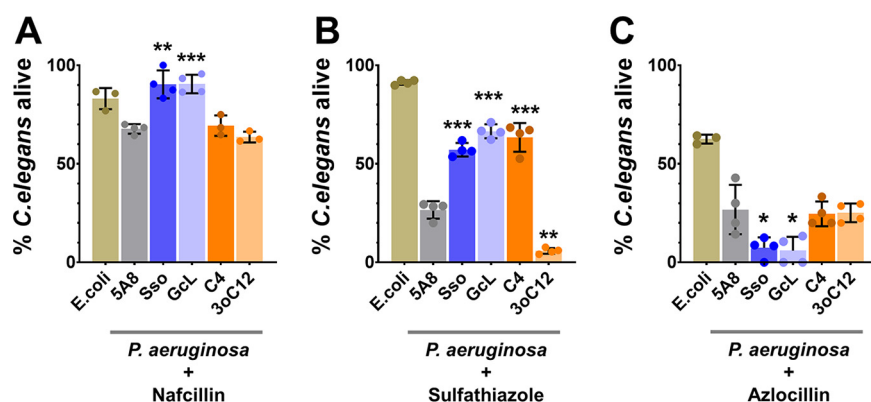 A
% C.elegans alive
100
50
0
** ***
E.coli 5A8 Sso GcL C4 3oC12
P. aeruginosa
+
Nafcillin
B
% C.elegans alive
100
50
0
*** *** *** **
E.coli 5A8 Sso GcL C4 3oC12
P. aeruginosa
+
Sulfathiazole
C
% C.elegans alive
100
50
0
* *
E.coli 5A8 Sso GcL C4 3oC12
P. aeruginosa
+
Azlocillin